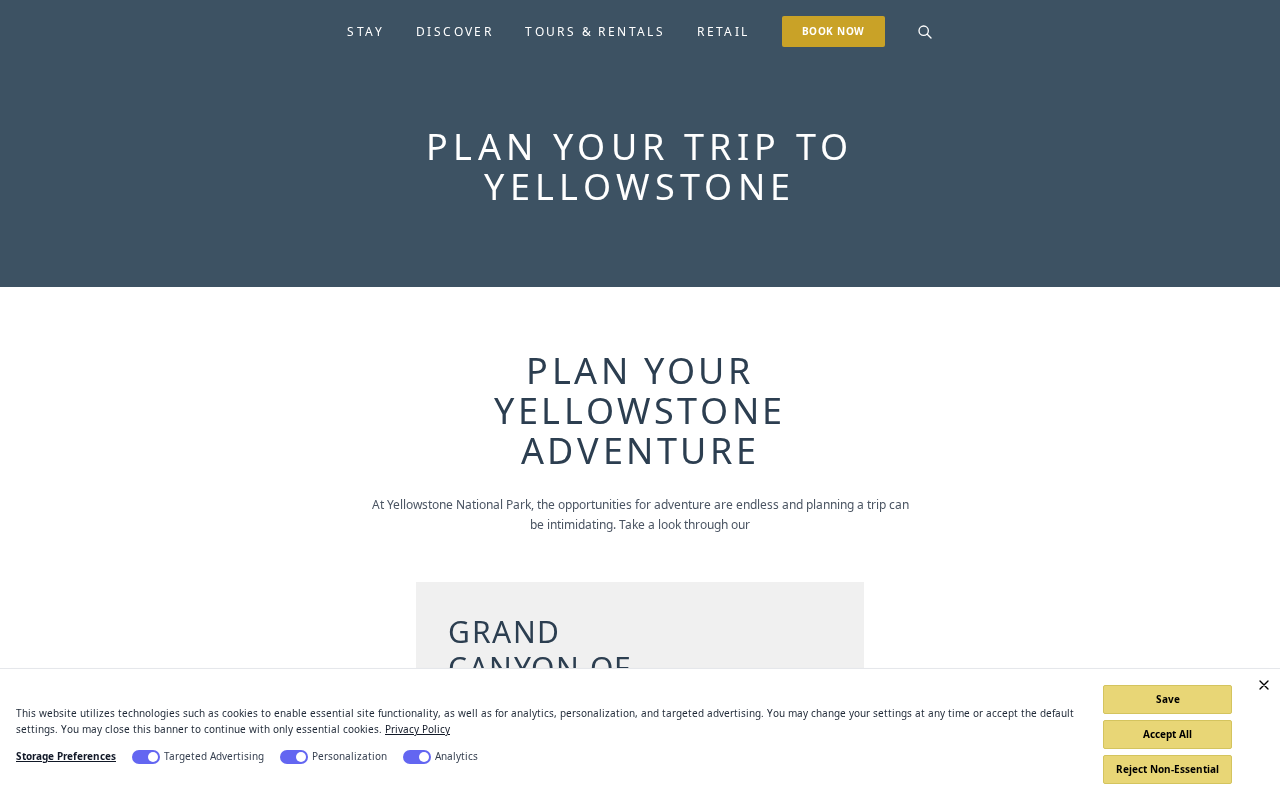 STAY DISCOVER TOURS & RENTALS RETAIL BOOK NOW
PLAN YOUR TRIP TO
YELLOWSTONE
PLAN YOUR
YELLOWSTONE
ADVENTURE
At Yellowstone National Park, the opportunities for adventure are endless and planning a trip can
be intimidating. Take a look through our
GRAND
CANYON OF
This website utilizes technologies such as cookies to enable essential site functionality, as well as for analytics, personalization, and targeted advertising. You may change your settings at any time or accept the default
settings. You may close this banner to continue with only essential cookies. Privacy Policy
Storage Preferences Targeted Advertising Personalization Analytics
Save
Accept All
Reject Non-Essential